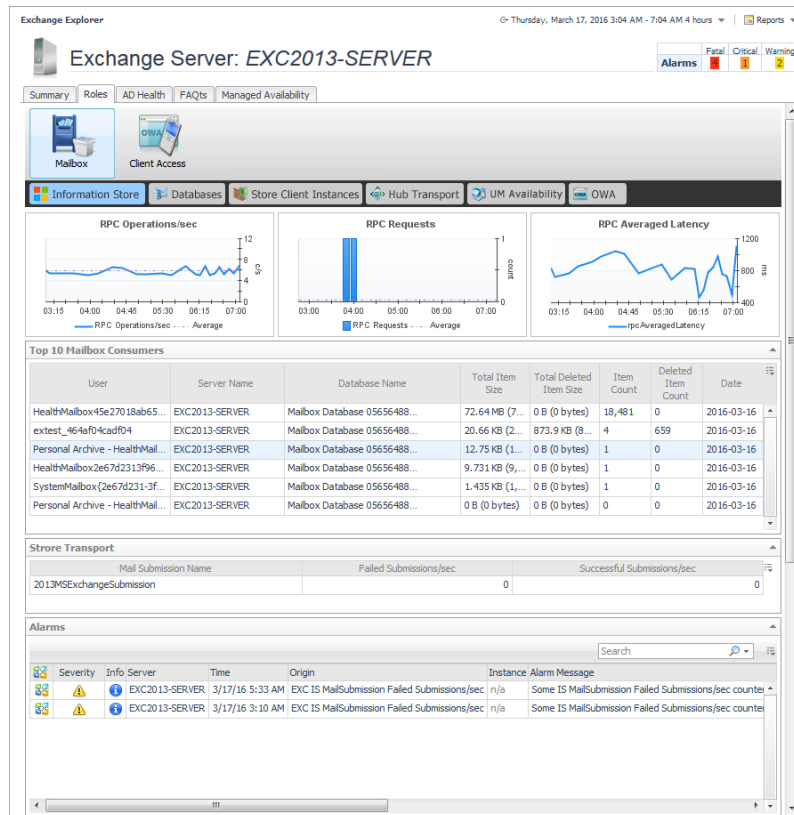 Exchange Explorer
Thursday, March 17, 2016 3:04 AM - 7:04 AM 4 hours
Reports
Exchange Server: EXC2013-SERVER
Fatal Critical Warning
Alarms 4 1 2
Summary Roles AD Health FAQts Managed Availability
OWA
Mailbox Client Access
Information Store Databases Store Client Instances Hub Transport UM Availability OWA
RPC Operations/sec
12
8
4
0
c/s
03:15 04:00 04:45 05:30 06:15 07:00
RPC Operations/sec Average
RPC Requests
1
0
count
03:00 04:00 05:00 06:00 07:00
RPC Requests Average
RPC Averaged Latency
1200
800
400
ms
03:15 04:00 04:45 05:30 06:15 07:00
rpcAveragedLatency
Top 10 Mailbox Consumers
User Server Name Database Name Total Item Size Total Deleted Item Size Item Count Deleted Item Count Date
HealthMailbox45e27018ab65... EXC2013-SERVER Mailbox Database 05656488... 72.64 MB (7... 0 B (0 bytes) 18,481 0 2016-03-16
extest_464af04cadf04 EXC2013-SERVER Mailbox Database 05656488... 20.66 KB (2... 873.9 KB (8... 4 659 2016-03-16
Personal Archive - HealthMail... EXC2013-SERVER Mailbox Database 05656488... 12.75 KB (1... 0 B (0 bytes) 1 0 2016-03-16
HealthMailbox2e67d2313f96... EXC2013-SERVER Mailbox Database 05656488... 9.731 KB (9,... 0 B (0 bytes) 1 0 2016-03-16
SystemMailbox{2e67d231-3f... EXC2013-SERVER Mailbox Database 05656488... 1.435 KB (1,... 0 B (0 bytes) 1 0 2016-03-16
Personal Archive - HealthMail... EXC2013-SERVER Mailbox Database 05656488... 0 B (0 bytes) 0 B (0 bytes) 0 0 2016-03-16
Strore Transport
Mail Submission Name Failed Submissions/sec Successful Submissions/sec
2013MSExchangeSubmission 0 0
Alarms
Search
Severity Info Server Time Origin Instance Alarm Message
EXC2013-SERVER 3/17/16 5:33 AM EXC IS MailSubmission Failed Submissions/sec n/a Some IS MailSubmission Failed Submissions/sec counter
EXC2013-SERVER 3/17/16 3:10 AM EXC IS MailSubmission Failed Submissions/sec n/a Some IS MailSubmission Failed Submissions/sec counter